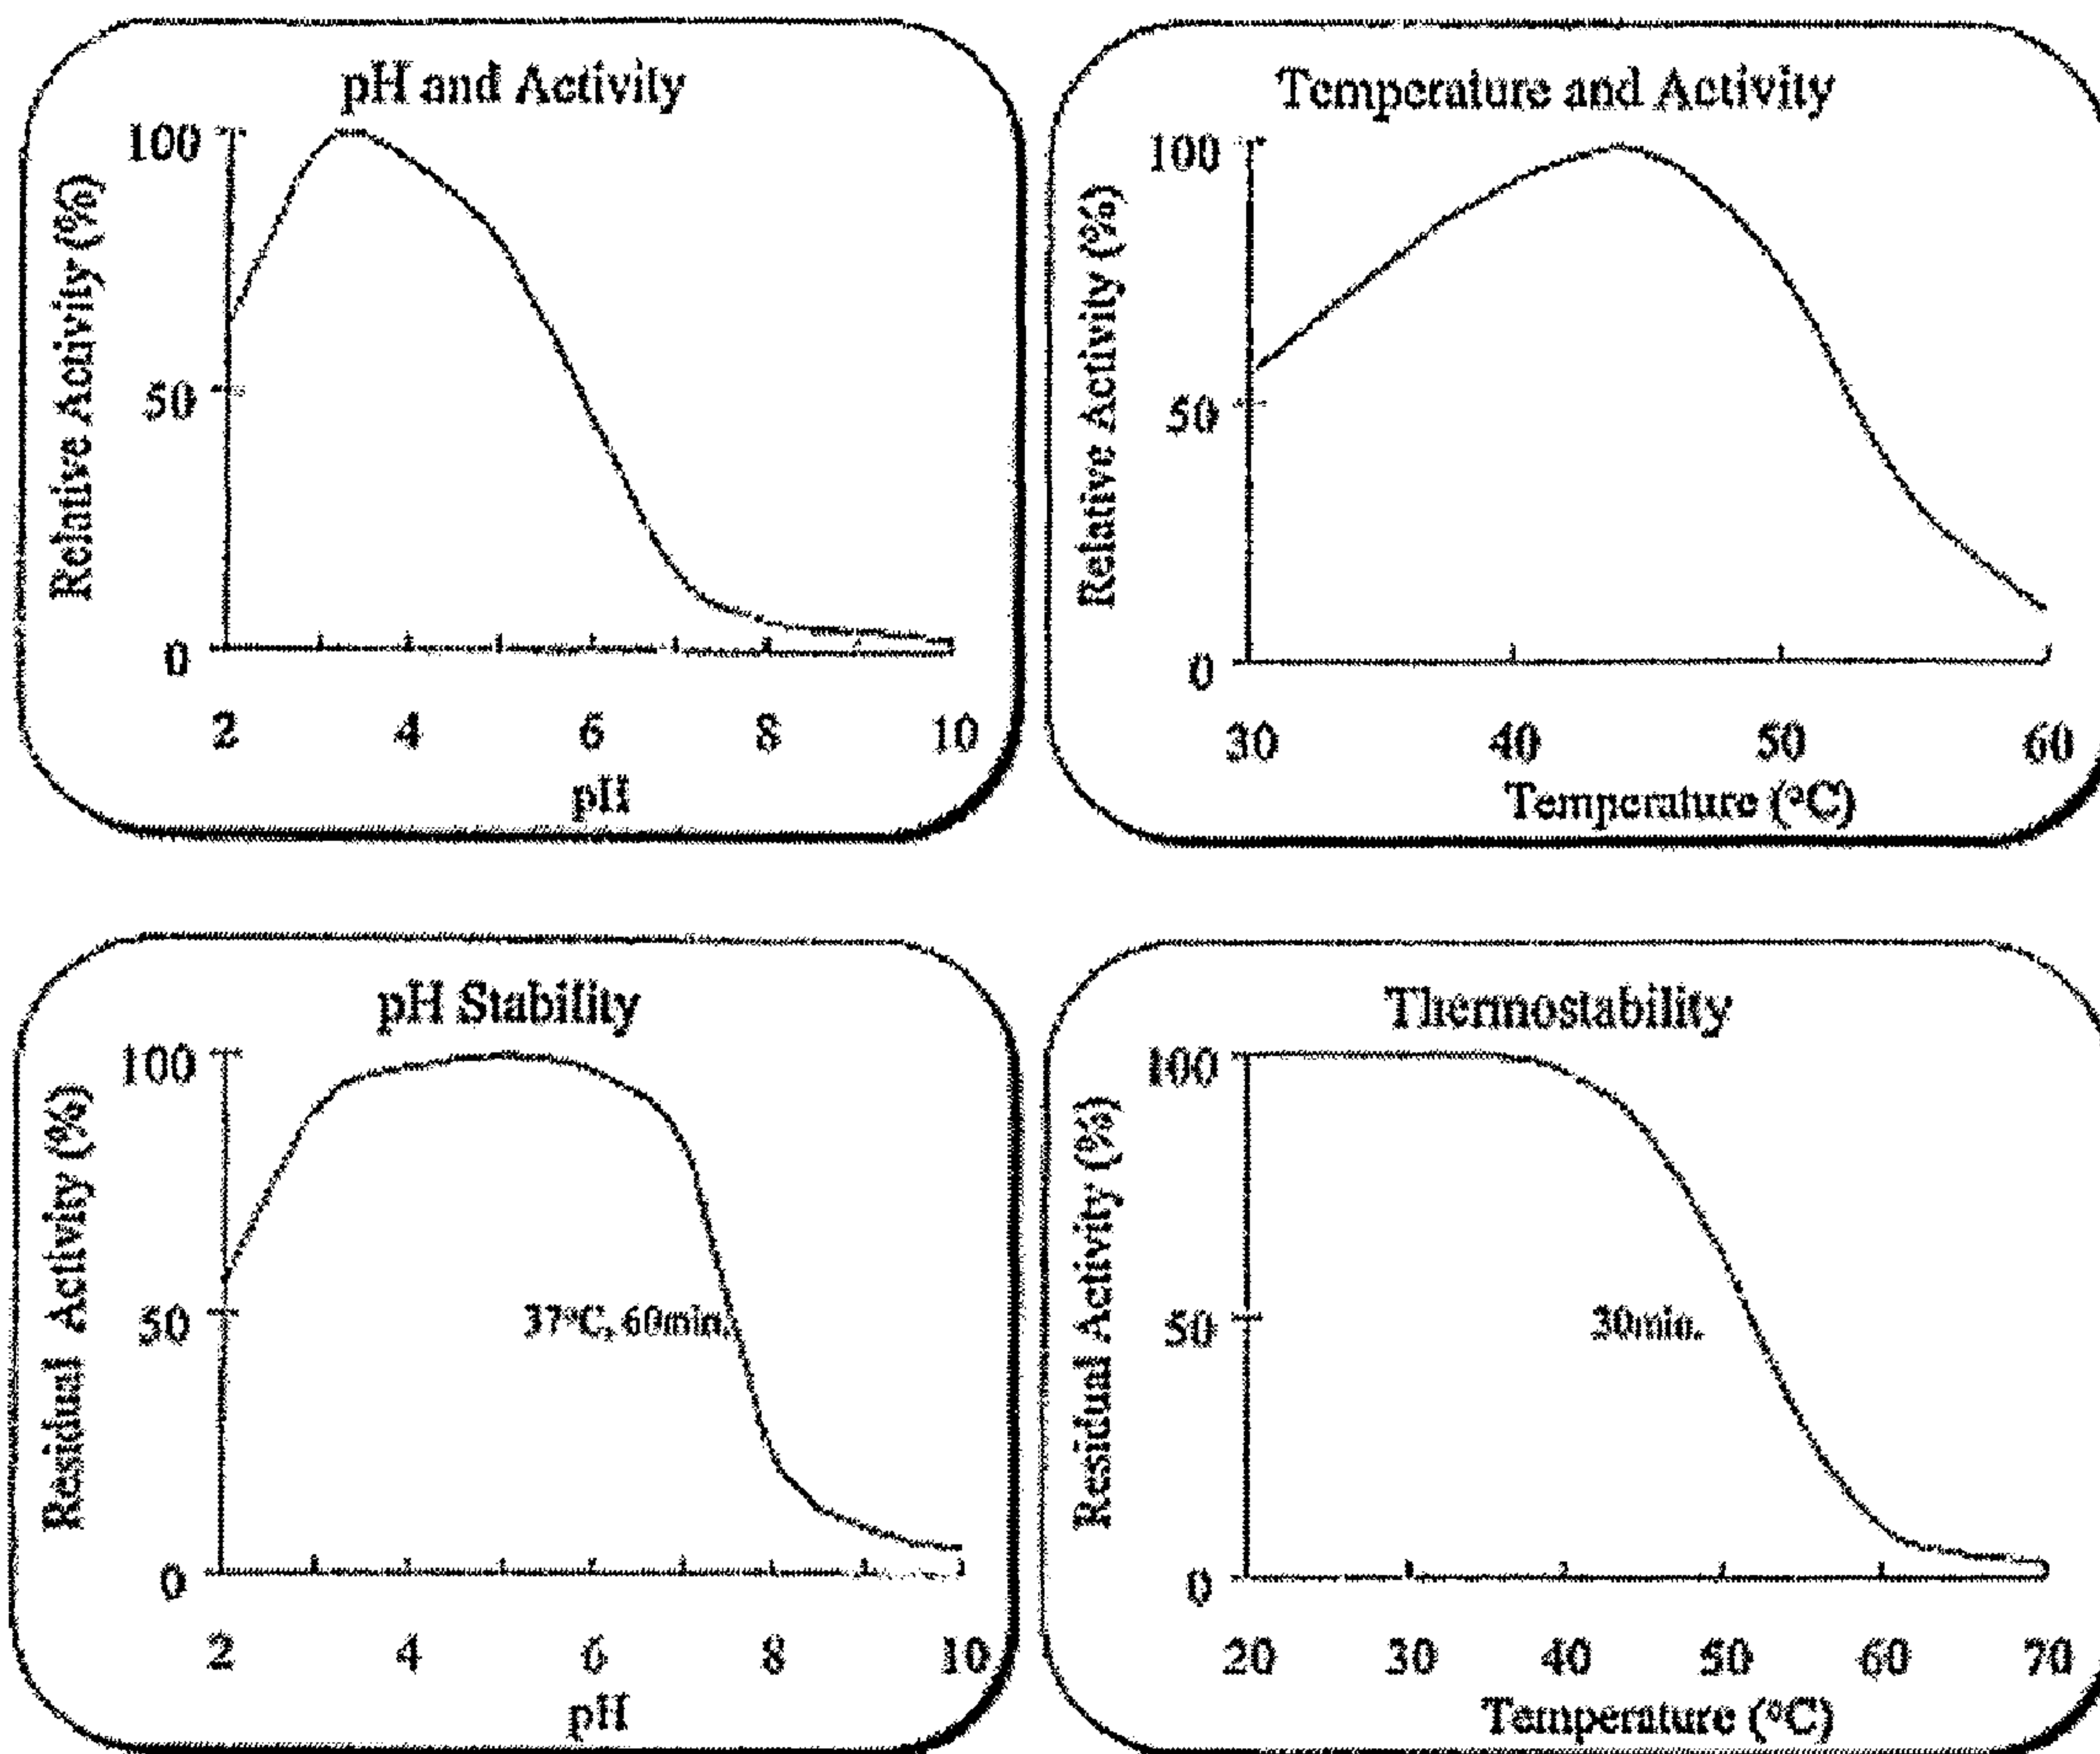 pH and Activity
Relative Activity (%)
100
50
0
2 4 6 8 10
pH
Temperature and Activity
Relative Activity (%)
100
50
0
30 40 50 60
Temperature (°C)
pH Stability
Residual Activity (%)
100
50
0
37°C, 60min.
2 4 6 8 10
pH
Thermostability
Residual Activity (%)
100
50
0
30min.
20 30 40 50 60 70
Temperature (°C)